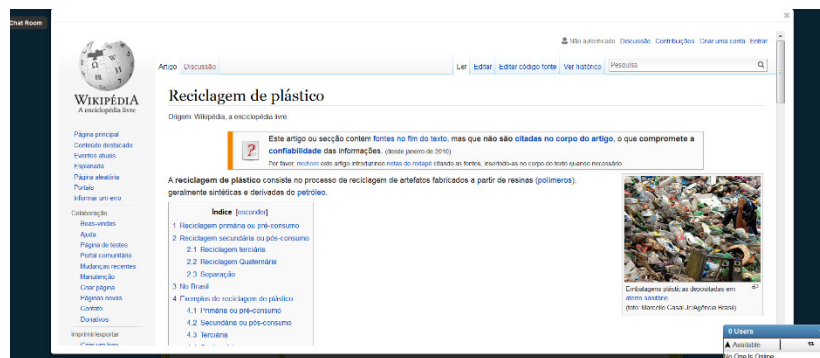 Chat Room
Não autenticado Discussão Contribuições Criar uma conta Entrar
Artigo Discussão Ler Editar Editar código fonte Ver histórico Pesquisa
WIKIPÉDIA
A enciclopédia livre
Reciclagem de plástico
Origem: Wikipédia, a enciclopédia livre.
Este artigo ou secção contém fontes no fim do texto, mas que não são citadas no corpo do artigo, o que compromete a
confiabilidade das informações. (desde janeiro de 2010)
Por favor, melhore este artigo introduzindo notas de rodapé citando as fontes, inserindo-as no corpo do texto quando necessário.
A reciclagem de plástico consiste no processo de reciclagem de artefatos fabricados a partir de resinas (polímeros),
geralmente sintéticas e derivadas do petróleo.
Página principal
Conteúdo destacado
Eventos atuais
Esplanada
Página aleatória
Portais
Informar um erro
Colaboração
Boas-vindas
Ajuda
Página de testes
Portal comunitário
Mudanças recentes
Manutenção
Criar página
Páginas novas
Contato
Donativos
Imprimir/exportar
Criar um livro
Índice [esconder]
1 Reciclagem primária ou pré-consumo
2 Reciclagem secundária ou pós-consumo
2.1 Reciclagem terciária
2.2 Reciclagem Quaternária
2.3 Separação
3 No Brasil
4 Exemplos de reciclagem de plástico
4.1 Primária ou pré-consumo
4.2 Secundária ou pós-consumo
4.3 Terciária
Embalagens plásticas depositadas em
aterro sanitário.
(foto: Marcello Casal Jr./Agência Brasil)
0 Users
Available
No One Is Online